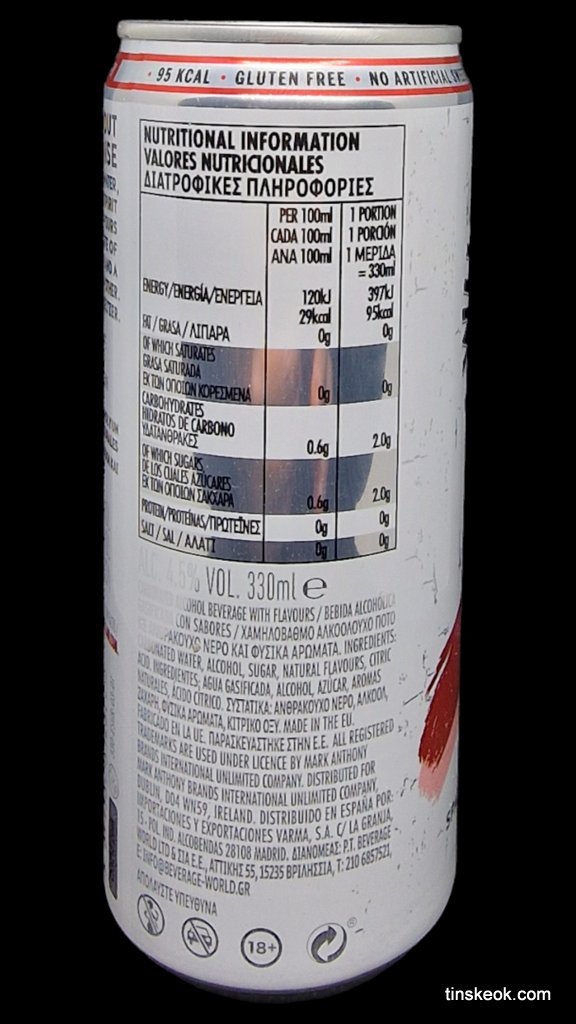 · 95 KCAL · GLUTEN FREE · NO ARTIFICIAL
NUTRITIONAL INFORMATION
VALORES NUTRICIONALES
ΔΙΑΤΡΟΦΙΚΕΣ ΠΛΗΡΟΦΟΡΙΕΣ
PER 100ml 1 PORTION
CADA 100ml 1 PORCIÓN
ANA 100ml 1 ΜΕΡΙΔΑ
= 330ml
ENERGY/ENERGÍA/ΕΝΕΡΓΕΙΑ 120kJ 397kJ
29kcal 95kcal
FAT / GRASA / ΛΙΠΑΡΑ 0g 0g
OF WHICH SATURATES
GRASA SATURADA
ΕΚ ΤΩΝ ΟΠΟΙΩΝ ΚΟΡΕΣΜΕΝΑ 0g 0g
CARBOHYDRATES
HIDRATOS DE CARBONO
ΥΔΑΤΑΝΘΡΑΚΕΣ 0.6g 2.0g
OF WHICH SUGARS
DE LOS CUALES AZÚCARES
ΕΚ ΤΩΝ ΟΠΟΙΩΝ ΣΑΚΧΑΡΑ 0.6g 2.0g
PROTEIN/PROTEÍNAS/ΠΡΩΤΕΪΝΕΣ 0g 0g
SALT / SAL / ΑΛΑΤΙ 0g 0g
ALC. 4.5% VOL. 330ml e
ALCOHOL BEVERAGE WITH FLAVOURS / BEBIDA ALCOHÓLICA
CON SABORES / ΧΑΜΗΛΟΒΑΘΜΟ ΑΛΚΟΟΛΟΥΧΟ ΠΟΤΟ
ΝΕΡΟ ΚΑΙ ΦΥΣΙΚΑ ΑΡΩΜΑΤΑ. INGREDIENTS:
CARBONATED WATER, ALCOHOL, SUGAR, NATURAL FLAVOURS, CITRIC
ACID. INGREDIENTES: AGUA GASIFICADA, ALCOHOL, AZÚCAR, AROMAS
NATURALES, ÁCIDO CÍTRICO. ΣΥΣΤΑΤΙΚΑ: ΑΝΘΡΑΚΟΥΧΟ ΝΕΡΟ, ΑΛΚΟΟΛ,
ΖΑΧΑΡΗ, ΦΥΣΙΚΑ ΑΡΩΜΑΤΑ, ΚΙΤΡΙΚΟ ΟΞΥ. MADE IN THE EU.
FABRICADO EN LA UE. ΠΑΡΑΣΚΕΥΑΣΤΗΚΕ ΣΤΗΝ Ε.Ε. ALL REGISTERED
TRADEMARKS ARE USED UNDER LICENCE BY MARK ANTHONY
BRANDS INTERNATIONAL UNLIMITED COMPANY. DISTRIBUTED FOR
MARK ANTHONY BRANDS INTERNATIONAL UNLIMITED COMPANY,
DUBLIN, D04 WN59, IRELAND. DISTRIBUIDO EN ESPAÑA POR:
IMPORTACIONES Y EXPORTACIONES VARMA, S.A. C/ LA GRANJA,
15. POL. IND. ALCOBENDAS 28108 MADRID. ΔΙΑΝΟΜΕΑΣ: P.T. BEVERAGE
WORLD LTD & ΣΙΑ Ε.Ε., ΑΤΤΙΚΗΣ 55, 15235 ΒΡΙΛΗΣΣΙΑ, Τ: 210 6857521,
E: INFO@BEVERAGE-WORLD.GR
ΑΠΟΛΑΥΣΤΕ ΥΠΕΥΘΥΝΑ
18+
®
tinskeok.com